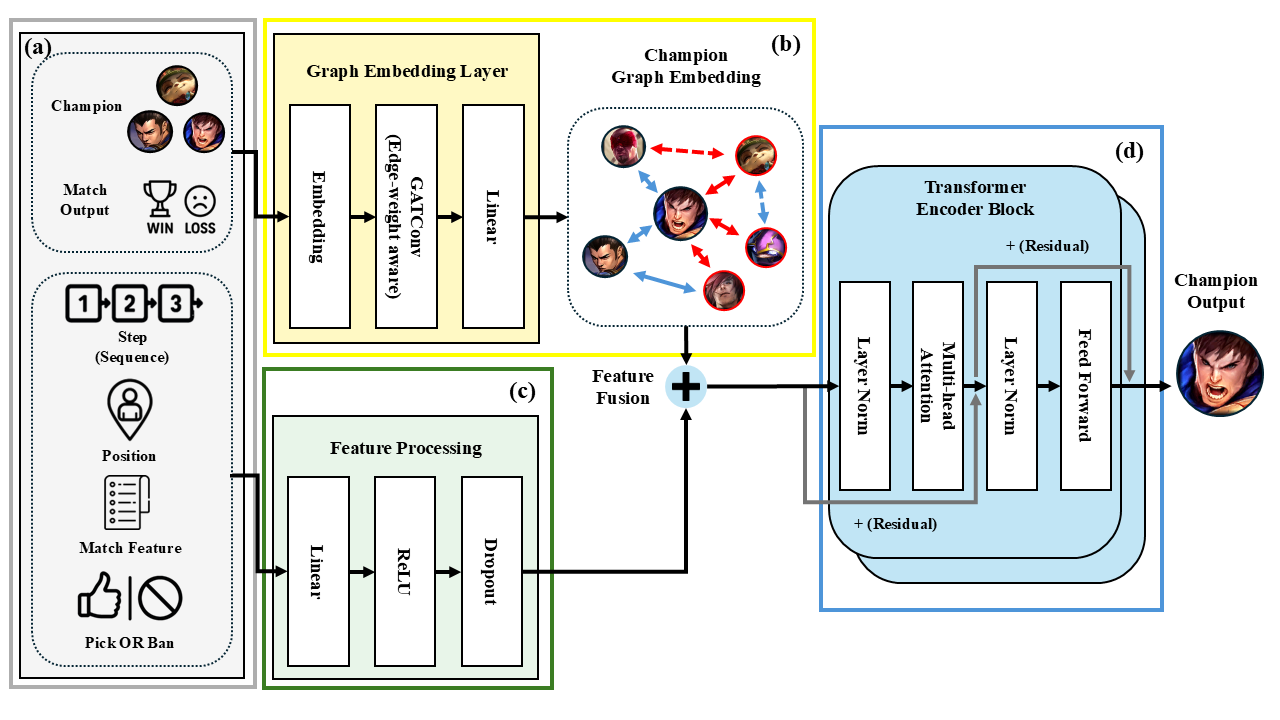 (a)
Champion
Match
Output
WIN
LOSS
1
2
3
Step
(Sequence)
Position
Match Feature
Pick OR Ban
(b)
Graph Embedding Layer
Embedding
GATConv
(Edge-weight aware)
Linear
Champion
Graph Embedding
(c)
Feature Processing
Linear
ReLU
Dropout
Feature
Fusion
(d)
Transformer
Encoder Block
+ (Residual)
Layer Norm
Multi-head
Attention
Layer Norm
Feed Forward
+ (Residual)
Champion
Output